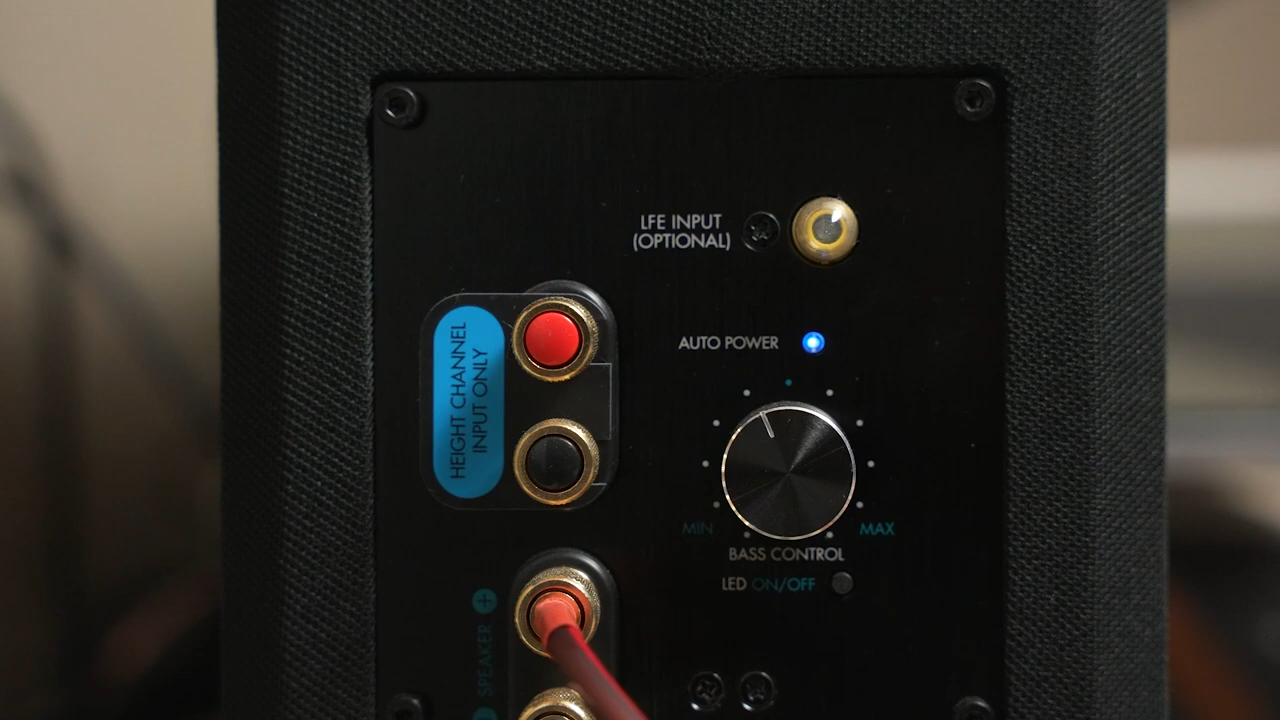 LFE INPUT
(OPTIONAL)
HEIGHT CHANNEL
INPUT ONLY
AUTO POWER
MIN
MAX
BASS CONTROL
LED ON/OFF
SPEAKER